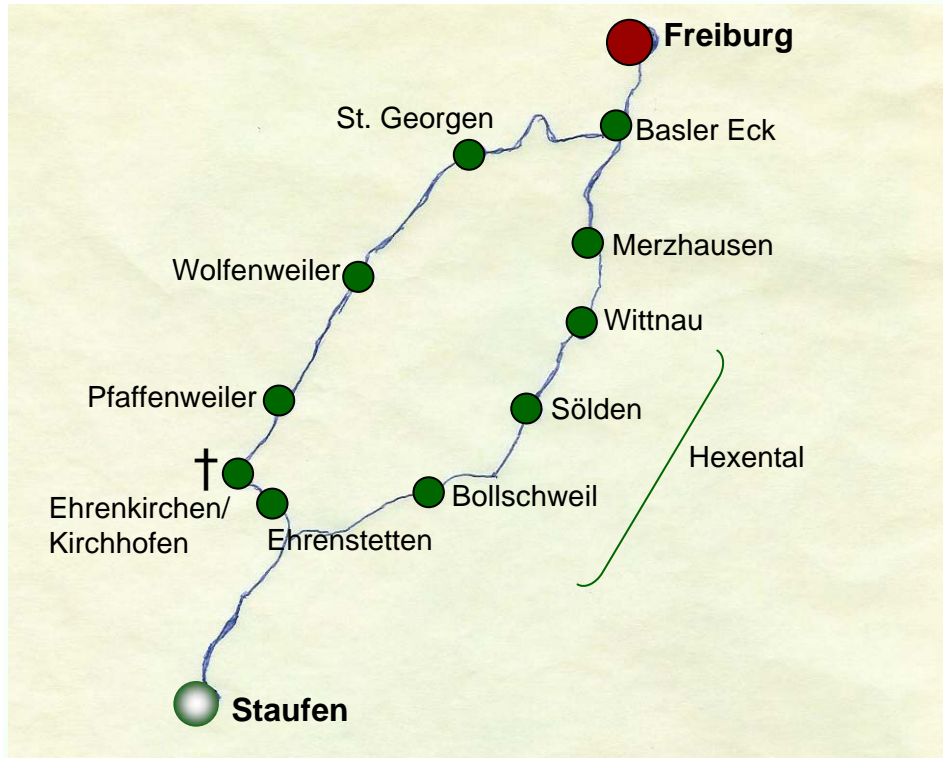 Freiburg
St. Georgen
Basler Eck
Merzhausen
Wolfenweiler
Wittnau
Pfaffenweiler
Sölden
Hexental
Bollschweil
Ehrenkirchen/
Kirchhofen
Ehrenstetten
Staufen